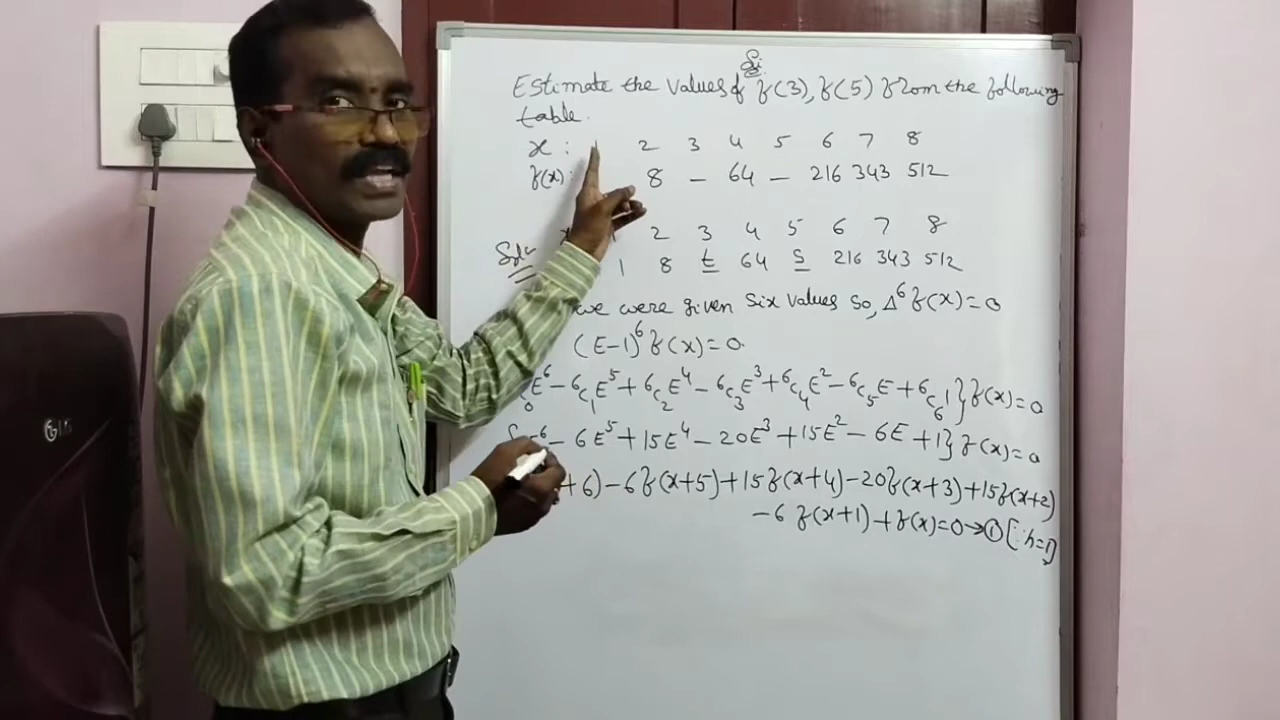 Estimate the values of f(3), f(5) from the following
table.
x : 1 2 3 4 5 6 7 8
f(x): 8 – 64 – 216 343 512
Sol: x 1 2 3 4 5 6 7 8
1 8 t 64 s 216 343 512
we were given six values so, Δ⁶f(x)=0
(E-1)⁶f(x)=0
E⁶ - 6c₁E⁵ + 6c₂E⁴ - 6c₃E³ + 6c₄E² - 6c₅E + 6c₆1}f(x)=0
- 6E⁵ + 15E⁴ - 20E³ + 15E² - 6E + 1}f(x)=0
+6) - 6f(x+5) + 15f(x+4) - 20f(x+3) + 15f(x+2)
- 6f(x+1) + f(x)=0 → ① [∵h=1]